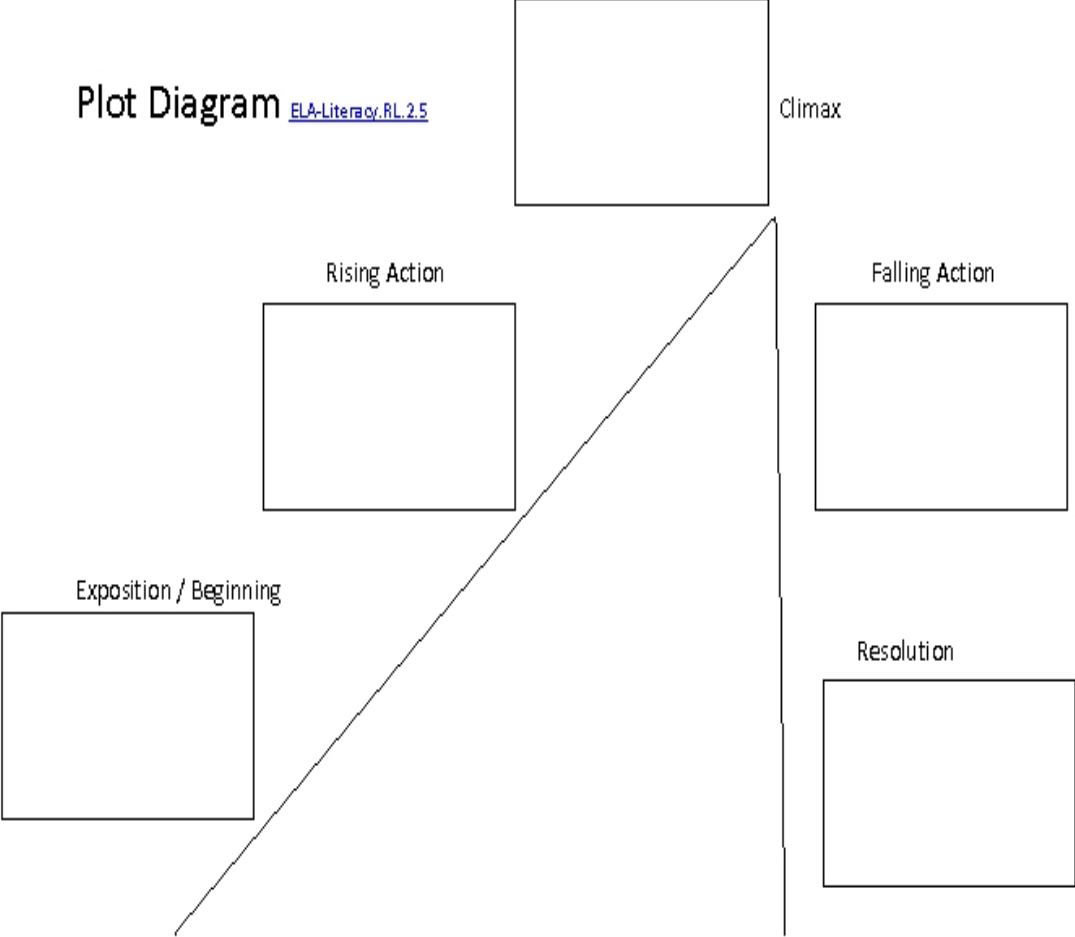 Plot Diagram ELA-Literacy.RL.2.5
Climax
Rising Action
Falling Action
Exposition / Beginning
Resolution